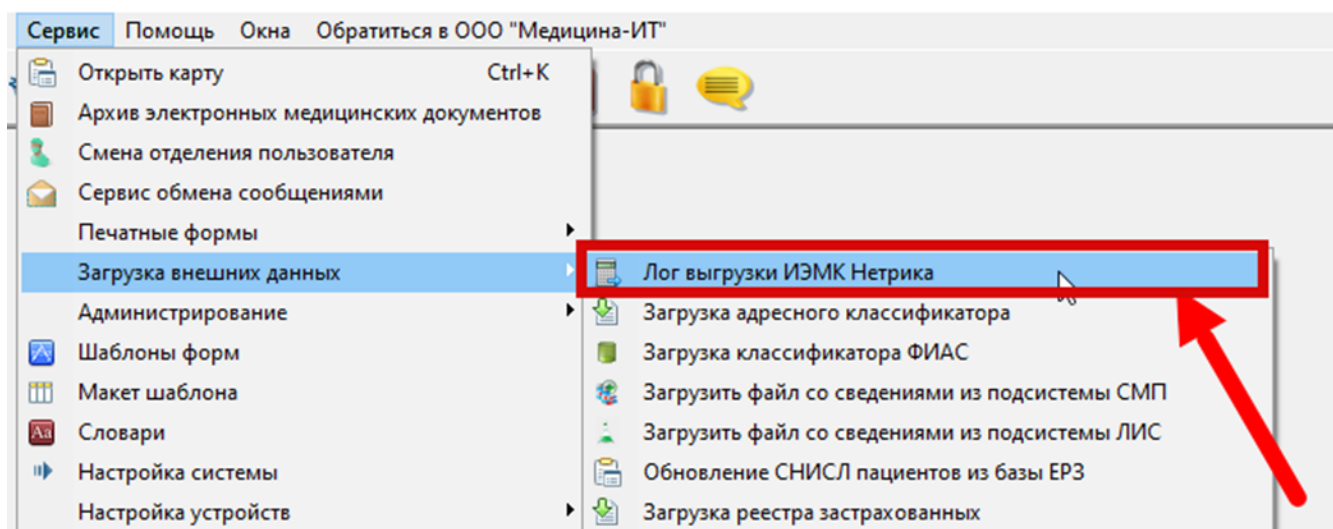 Сервис Помощь Окна Обратиться в ООО "Медицина-ИТ"
Открыть карту Ctrl+K
Архив электронных медицинских документов
Смена отделения пользователя
Сервис обмена сообщениями
Печатные формы
Загрузка внешних данных
Администрирование
Шаблоны форм
Макет шаблона
Словари
Настройка системы
Настройка устройств
Лог выгрузки ИЭМК Нетрика
Загрузка адресного классификатора
Загрузка классификатора ФИАС
Загрузить файл со сведениями из подсистемы СМП
Загрузить файл со сведениями из подсистемы ЛИС
Обновление СНИСЛ пациентов из базы ЕРЗ
Загрузка реестра застрахованных